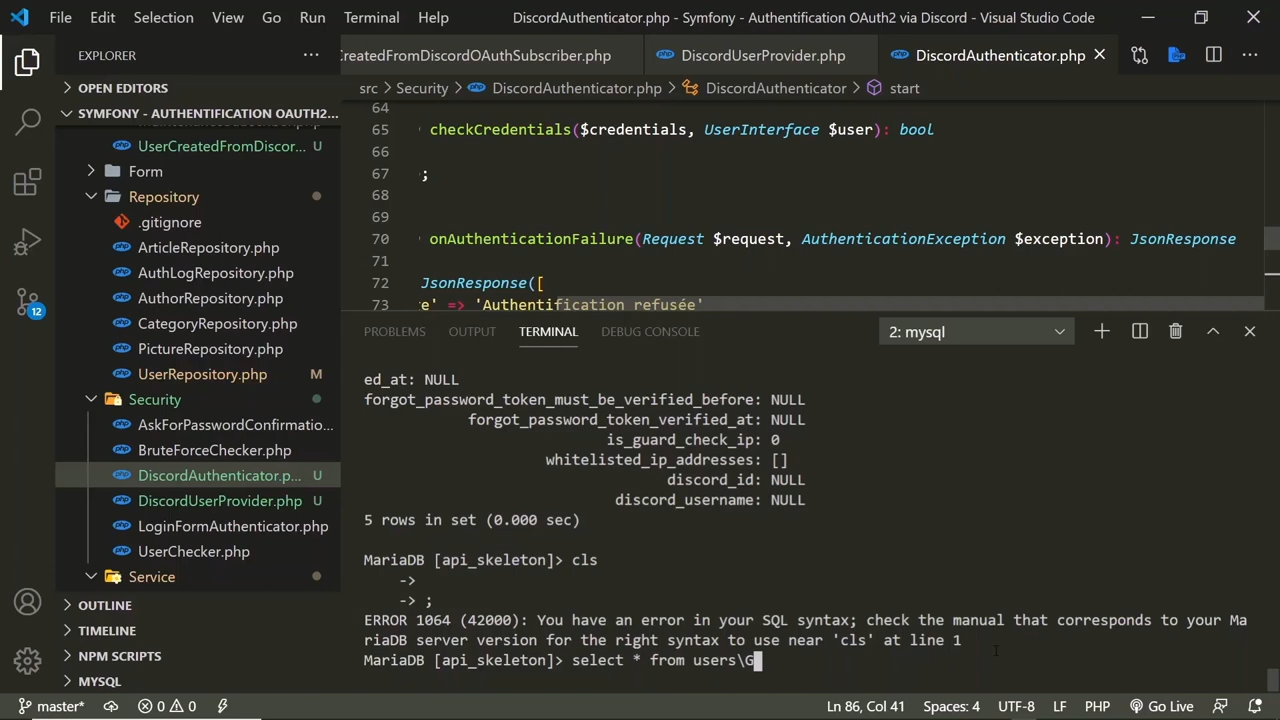 File Edit Selection View Go Run Terminal Help DiscordAuthenticator.php - Symfony - Authentification OAuth2 via Discord - Visual Studio Code
EXPLORER
OPEN EDITORS
SYMFONY - AUTHENTIFICATION OAUTH2...
UserCreatedFromDiscor... U
Form
Repository
.gitignore
ArticleRepository.php
AuthLogRepository.php
AuthorRepository.php
CategoryRepository.php
PictureRepository.php
UserRepository.php M
Security
AskForPasswordConfirmatio...
BruteForceChecker.php
DiscordAuthenticator.p... U
DiscordUserProvider.php U
LoginFormAuthenticator.php
UserChecker.php
Service
OUTLINE
TIMELINE
NPM SCRIPTS
MYSQL
12
CreatedFromDiscordOAuthSubscriber.php DiscordUserProvider.php DiscordAuthenticator.php
src > Security > DiscordAuthenticator.php > DiscordAuthenticator > start
64
65 checkCredentials($credentials, UserInterface $user): bool
66
67 ;
68
69
70 onAuthenticationFailure(Request $request, AuthenticationException $exception): JsonResponse
71
72 JsonResponse([
73 e' => 'Authentification refusée'
PROBLEMS OUTPUT TERMINAL DEBUG CONSOLE 2: mysql
ed_at: NULL
forgot_password_token_must_be_verified_before: NULL
forgot_password_token_verified_at: NULL
is_guard_check_ip: 0
whitelisted_ip_addresses: []
discord_id: NULL
discord_username: NULL
5 rows in set (0.000 sec)
MariaDB [api_skeleton]> cls
->
-> ;
ERROR 1064 (42000): You have an error in your SQL syntax; check the manual that corresponds to your Ma
riaDB server version for the right syntax to use near 'cls' at line 1
MariaDB [api_skeleton]> select * from users\G
master* 0 0 Ln 86, Col 41 Spaces: 4 UTF-8 LF PHP Go Live